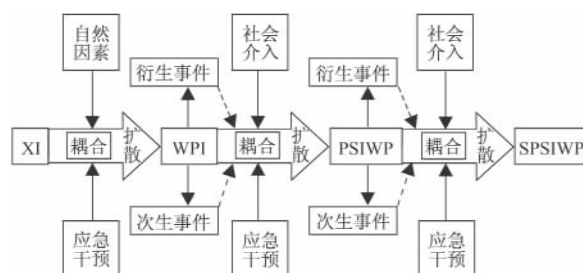 自然
因素
社会
介入
社会
介入
衍生事件
衍生事件
XI
耦合
扩
散
WPI
耦合
扩
散
PSIWP
耦合
扩
散
SPSIWP
次生事件
次生事件
应急
干预
应急
干预
应急
干预